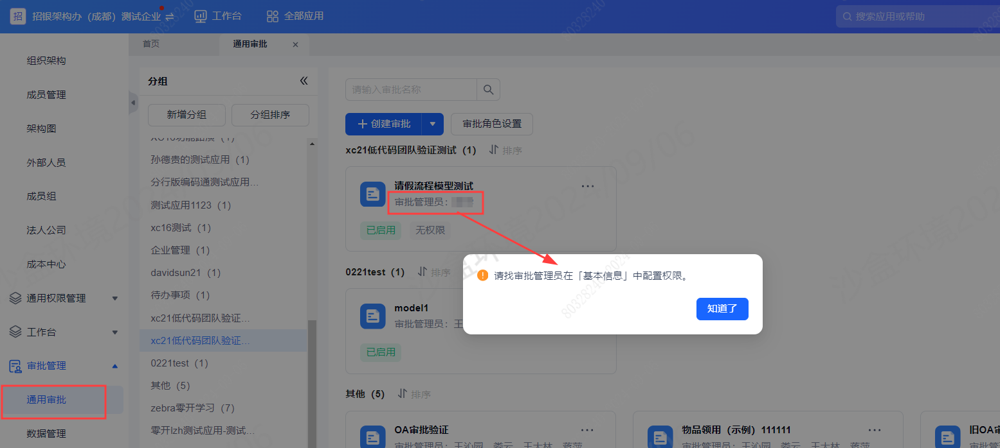 招 招银架构办（成都）测试企业 工作台 全部应用 搜索应用或帮助
首页 通用审批
组织架构
成员管理
架构图
外部人员
成员组
法人公司
成本中心
通用权限管理
工作台
审批管理
通用审批
数据管理
分组
新增分组 分组排序
孙德贵的测试应用 (1)
分行版编码通测试应用...
测试应用1123 (1)
xc16测试 (1)
企业管理 (1)
davidsun21 (1)
待办事项 (1)
xc21低代码团队验证...
xc21低代码团队验证...
0221test (1)
其他 (5)
zebra零开学习 (7)
零开lzh测试应用-测试...
请输入审批名称
创建审批 审批角色设置
xc21低代码团队验证测试 (1) 排序
请假流程模型测试
审批管理员：
已启用 无权限
0221test (1) 排序
model1
审批管理员：王
已启用
请找审批管理员在「基本信息」中配置权限。
知道了
其他 (5) 排序
OA审批验证
审批管理员：王沁园、娄云、王大林、蒋萍
物品领用（示例）111111
审批管理员：王沁园、娄云、王大林、蒋萍
旧OA审
审批管
80328240